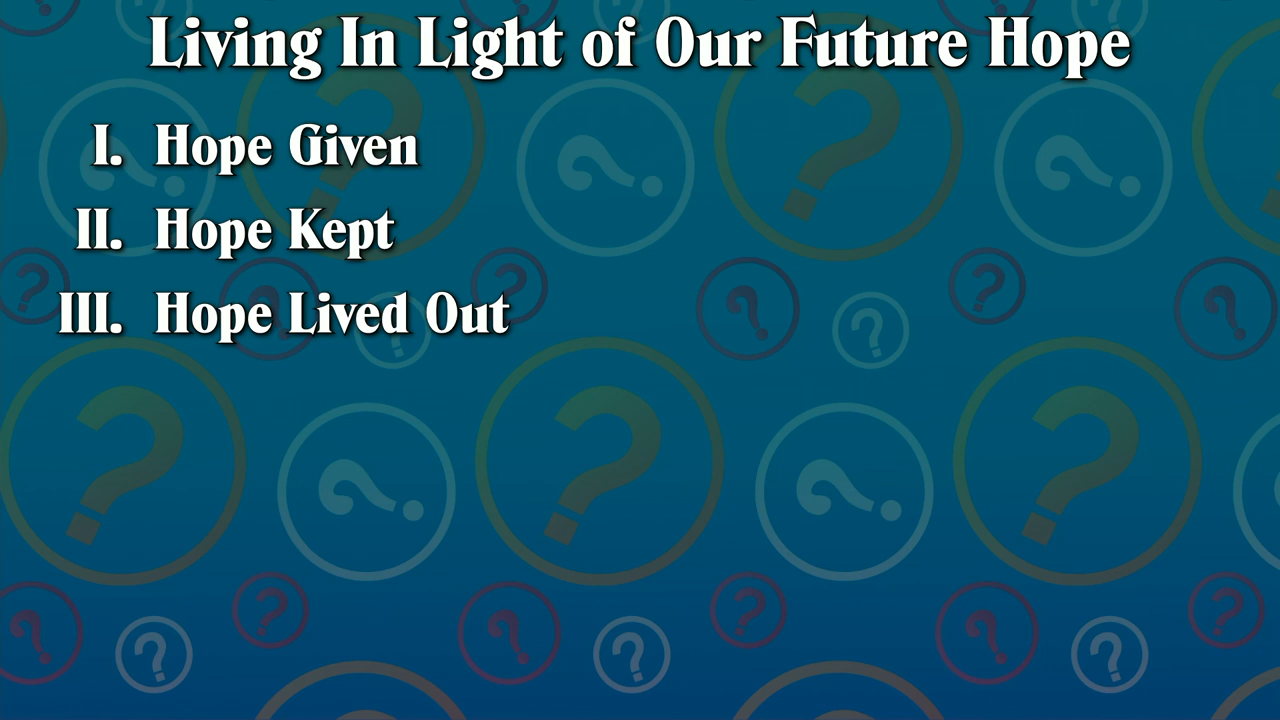 Living In Light of Our Future Hope
I. Hope Given
II. Hope Kept
III. Hope Lived Out